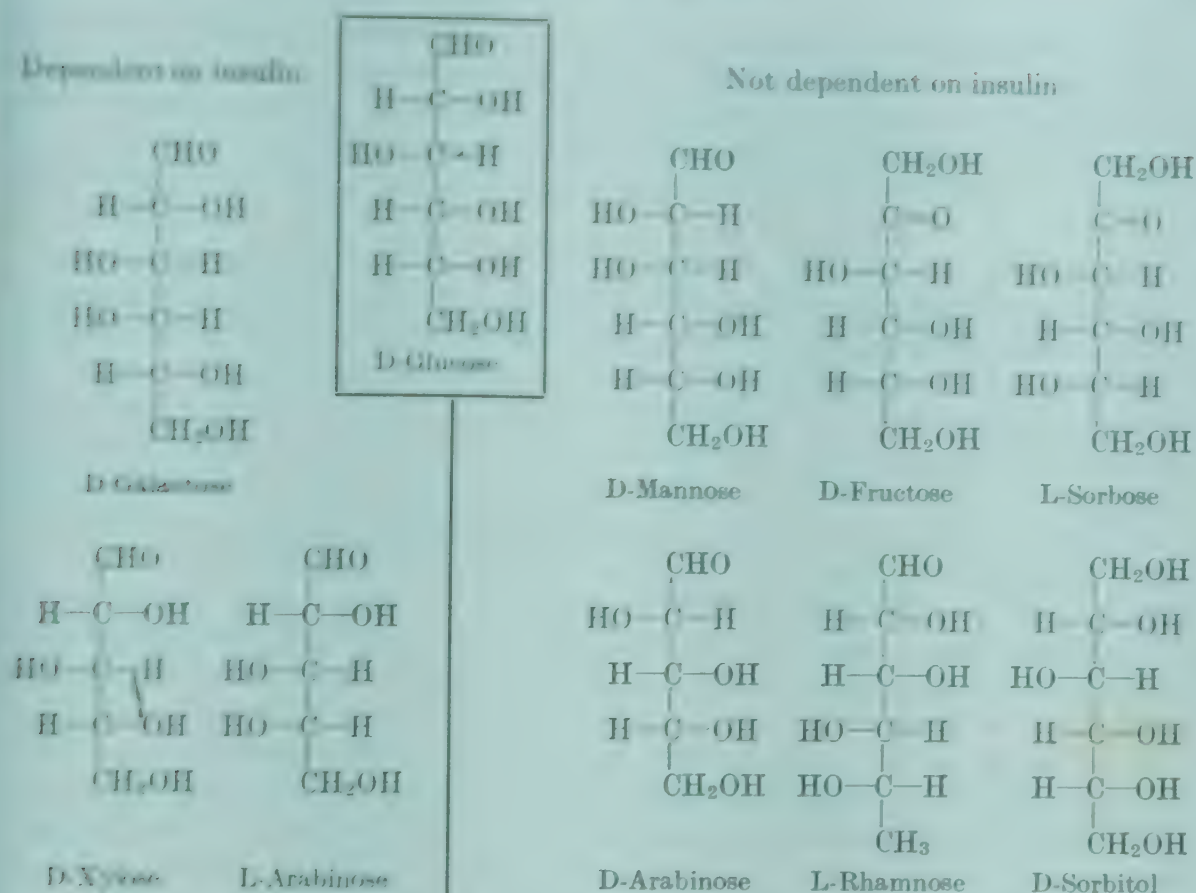 Dependent on insulin
CHO
H—C—OH
HO—C—H
HO—C—H
H—C—OH
CH₂OH
D-Galactose
CHO
H—C—OH
HO—C—H
H—C—OH
H—C—OH
CH₂OH
D-Glucose
CHO
H—C—OH
HO—C—H
H—C—OH
CH₂OH
D-Xylose
CHO
H—C—OH
HO—C—H
HO—C—H
CH₂OH
L-Arabinose
Not dependent on insulin
CHO
HO—C—H
HO—C—H
H—C—OH
H—C—OH
CH₂OH
D-Mannose
CH₂OH
C=O
HO—C—H
H—C—OH
H—C—OH
CH₂OH
D-Fructose
CH₂OH
C=O
HO—C—H
H—C—OH
HO—C—H
CH₂OH
L-Sorbose
CHO
HO—C—H
H—C—OH
H—C—OH
CH₂OH
D-Arabinose
CHO
H—C—OH
H—C—OH
HO—C—H
HO—C—H
CH₃
L-Rhamnose
CH₂OH
H—C—OH
HO—C—H
H—C—OH
H—C—OH
CH₂OH
D-Sorbitol